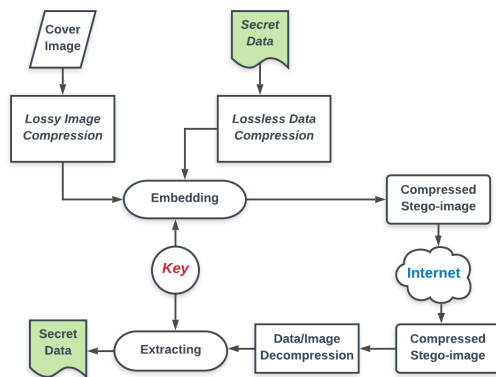 Cover
Image
Secret
Data
Lossy Image
Compression
Lossless Data
Compression
Embedding
Compressed
Stego-image
Key
Internet
Secret
Data
Extracting
Data/Image
Decompression
Compressed
Stego-image